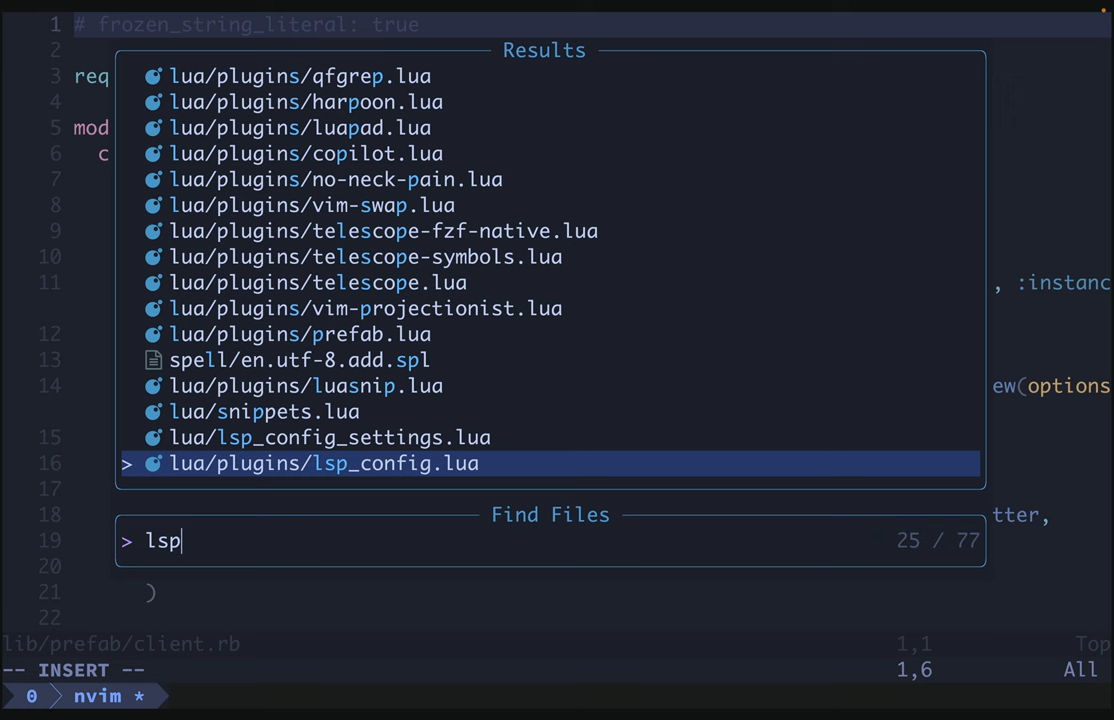 1 # frozen_string_literal: true
2
Results
3 req
lua/plugins/qfgrep.lua
4
lua/plugins/harpoon.lua
5 mod
lua/plugins/luapad.lua
6 c
lua/plugins/copilot.lua
7
lua/plugins/no-neck-pain.lua
8
lua/plugins/vim-swap.lua
9
lua/plugins/telescope-fzf-native.lua
10
lua/plugins/telescope-symbols.lua
11
lua/plugins/telescope.lua
, :instanc
lua/plugins/vim-projectionist.lua
12
lua/plugins/prefab.lua
13
spell/en.utf-8.add.spl
14
lua/plugins/luasnip.lua
ew(options
lua/snippets.lua
15
lua/lsp_config_settings.lua
16
> lua/plugins/lsp_config.lua
17
18
Find Files
tter,
19
> lsp
25 / 77
20
21 )
22
lib/prefab/client.rb 1,1 Top
-- INSERT -- 1,6 All
0 nvim *